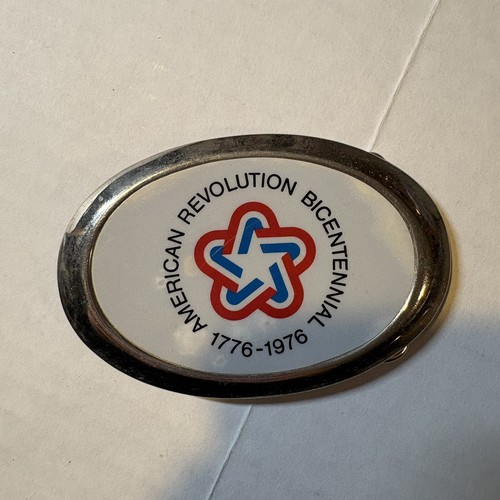 AMERICAN REVOLUTION BICENTENNIAL
1776-1976